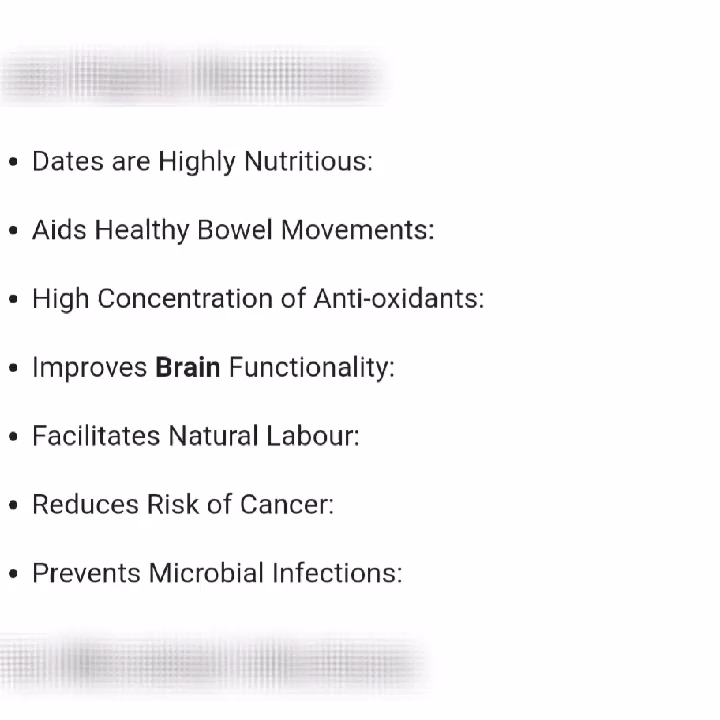 • Dates are Highly Nutritious:
• Aids Healthy Bowel Movements:
• High Concentration of Anti-oxidants:
• Improves Brain Functionality:
• Facilitates Natural Labour:
• Reduces Risk of Cancer:
• Prevents Microbial Infections: